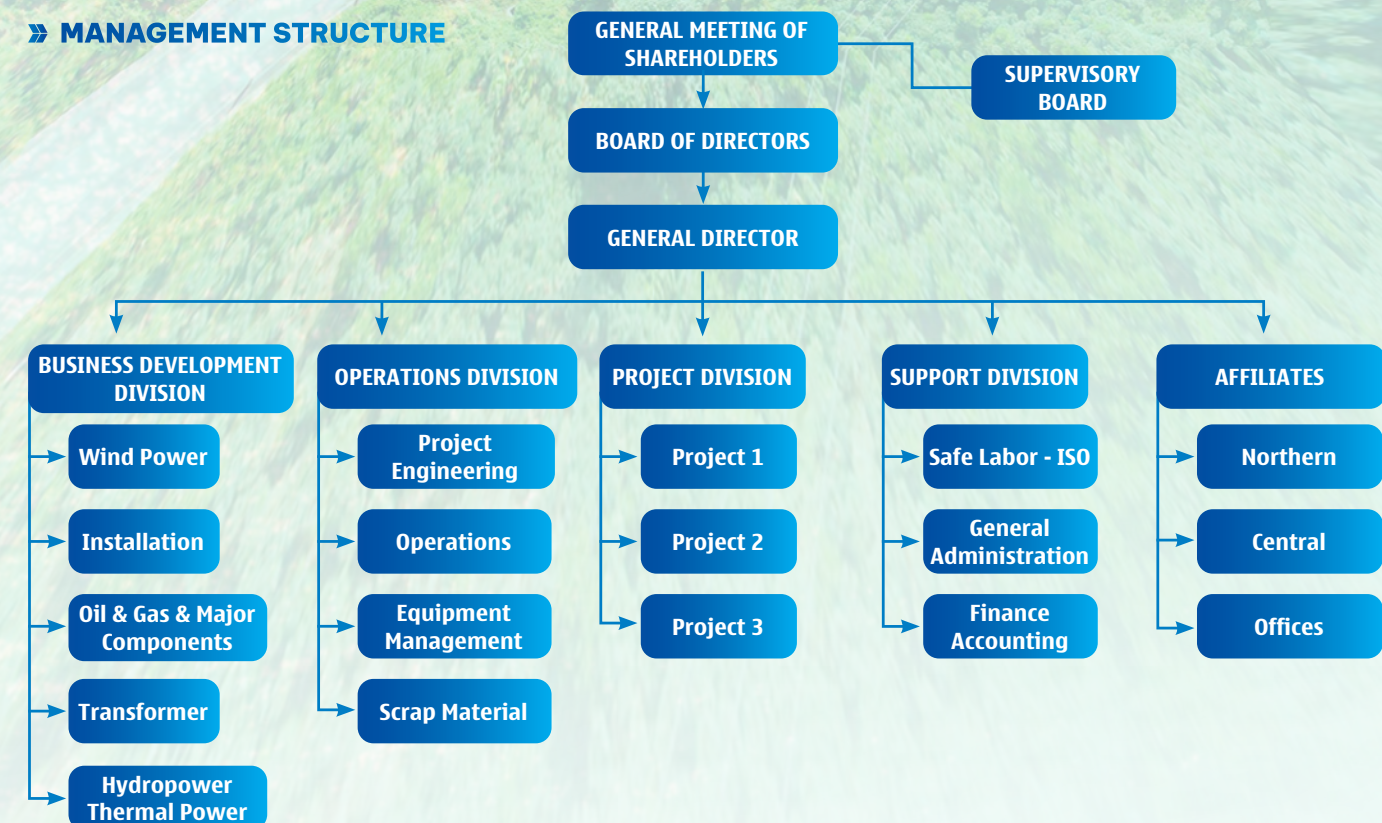 MANAGEMENT STRUCTURE
GENERAL MEETING OF
SHAREHOLDERS
SUPERVISORY
BOARD
BOARD OF DIRECTORS
GENERAL DIRECTOR
BUSINESS DEVELOPMENT
DIVISION
Wind Power
Installation
Oil & Gas & Major
Components
Transformer
Hydropower
Thermal Power
OPERATIONS DIVISION
Project
Engineering
Operations
Equipment
Management
Scrap Material
PROJECT DIVISION
Project 1
Project 2
Project 3
SUPPORT DIVISION
Safe Labor - ISO
General
Administration
Finance
Accounting
AFFILIATES
Northern
Central
Offices